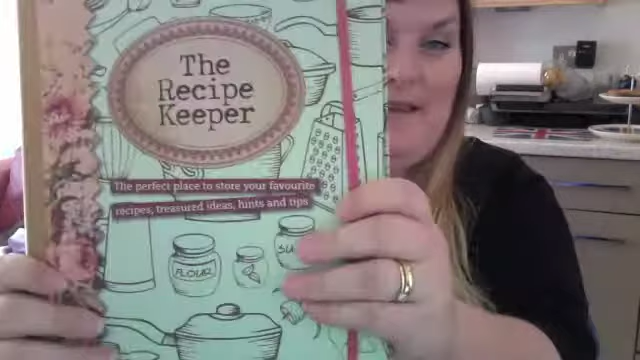 The
Recipe
Keeper
The perfect place to store your favourite
recipes, treasured ideas, hints and tips
FLOUR